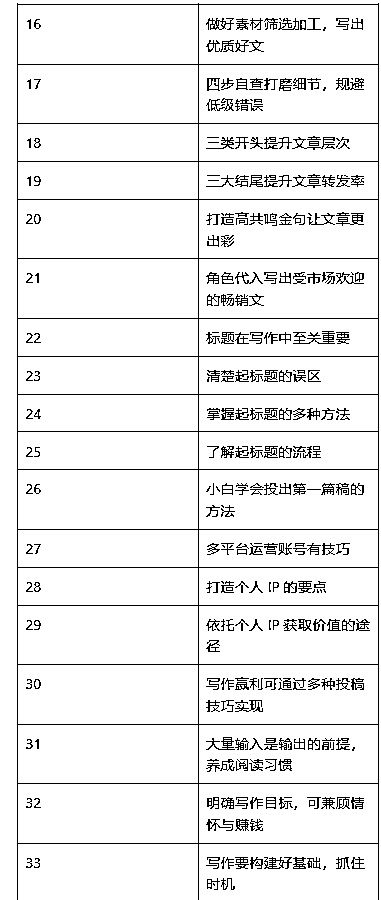 16
做好素材筛选加工，写出
优质好文
17
四步自查打磨细节，规避
低级错误
18
三类开头提升文章层次
19
三大结尾提升文章转发率
20
打造高共鸣金句让文章更
出彩
21
角色代入写出受市场欢迎
的畅销文
22
标题在写作中至关重要
23
清楚起标题的误区
24
掌握起标题的多种方法
25
了解起标题的流程
26
小白学会投出第一篇稿的
方法
27
多平台运营账号有技巧
28
打造个人 IP 的要点
29
依托个人 IP 获取价值的途
径
30
写作赢利可通过多种投稿
技巧实现
31
大量输入是输出的前提，
养成阅读习惯
32
明确写作目标，可兼顾情
怀与赚钱
33
写作要构建好基础，抓住
时机